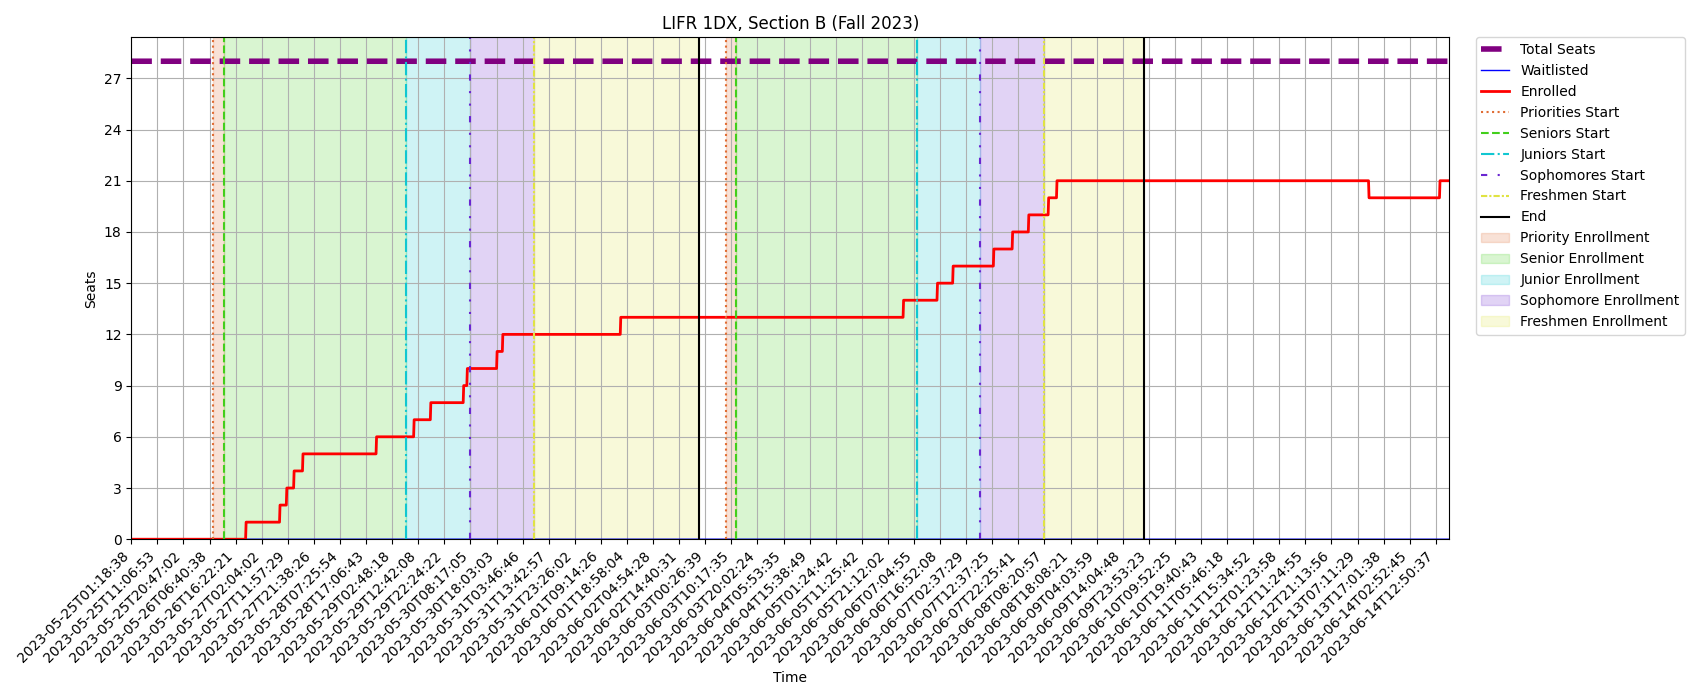 LIFR 1DX, Section B (Fall 2023)
Seats
27
24
21
18
15
12
9
6
3
0
2023-05-25T01:18:38
2023-05-25T11:06:53
2023-05-25T20:47:02
2023-05-26T06:40:38
2023-05-26T16:22:21
2023-05-27T02:04:02
2023-05-27T11:57:29
2023-05-27T21:38:26
2023-05-28T07:25:54
2023-05-28T17:06:43
2023-05-29T02:48:18
2023-05-29T12:42:08
2023-05-29T22:24:22
2023-05-30T08:17:05
2023-05-30T18:03:03
2023-05-31T03:46:46
2023-05-31T13:42:57
2023-05-31T23:26:02
2023-06-01T09:14:26
2023-06-01T18:58:04
2023-06-02T04:54:28
2023-06-02T14:40:31
2023-06-03T00:26:39
2023-06-03T10:17:35
2023-06-03T20:02:24
2023-06-04T05:53:35
2023-06-04T15:38:49
2023-06-05T01:24:42
2023-06-05T11:25:42
2023-06-05T21:12:02
2023-06-06T07:04:55
2023-06-06T16:52:08
2023-06-07T02:37:29
2023-06-07T12:37:25
2023-06-07T22:25:41
2023-06-08T08:20:57
2023-06-08T18:08:21
2023-06-09T04:03:59
2023-06-09T14:04:48
2023-06-09T23:53:23
2023-06-10T09:52:25
2023-06-10T19:40:43
2023-06-11T05:46:18
2023-06-11T15:34:52
2023-06-12T01:23:58
2023-06-12T11:24:55
2023-06-12T21:13:56
2023-06-13T07:11:29
2023-06-13T17:01:38
2023-06-14T02:52:45
2023-06-14T12:50:37
Time
Total Seats
Waitlisted
Enrolled
Priorities Start
Seniors Start
Juniors Start
Sophomores Start
Freshmen Start
End
Priority Enrollment
Senior Enrollment
Junior Enrollment
Sophomore Enrollment
Freshmen Enrollment